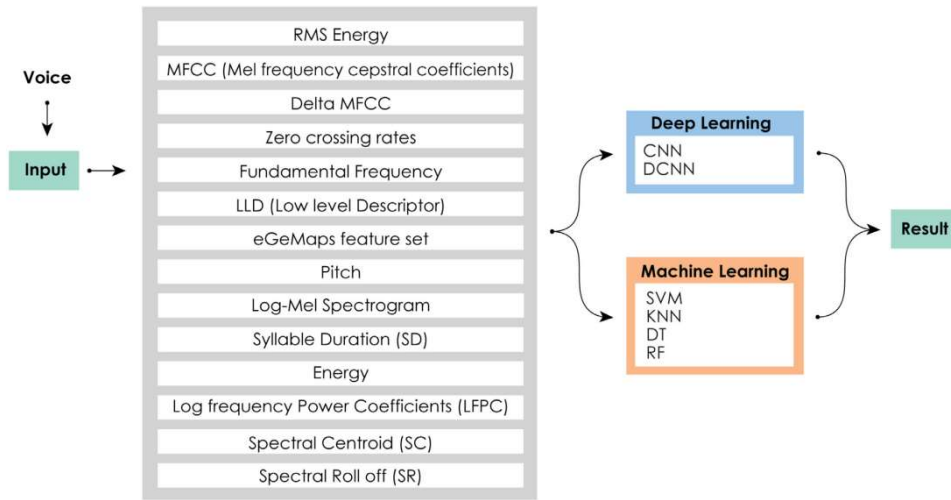 Voice
Input
RMS Energy
MFCC (Mel frequency cepstral coefficients)
Delta MFCC
Zero crossing rates
Fundamental Frequency
LLD (Low level Descriptor)
eGeMaps feature set
Pitch
Log-Mel Spectrogram
Syllable Duration (SD)
Energy
Log frequency Power Coefficients (LFPC)
Spectral Centroid (SC)
Spectral Roll off (SR)
Deep Learning
CNN
DCNN
Machine Learning
SVM
KNN
DT
RF
Result